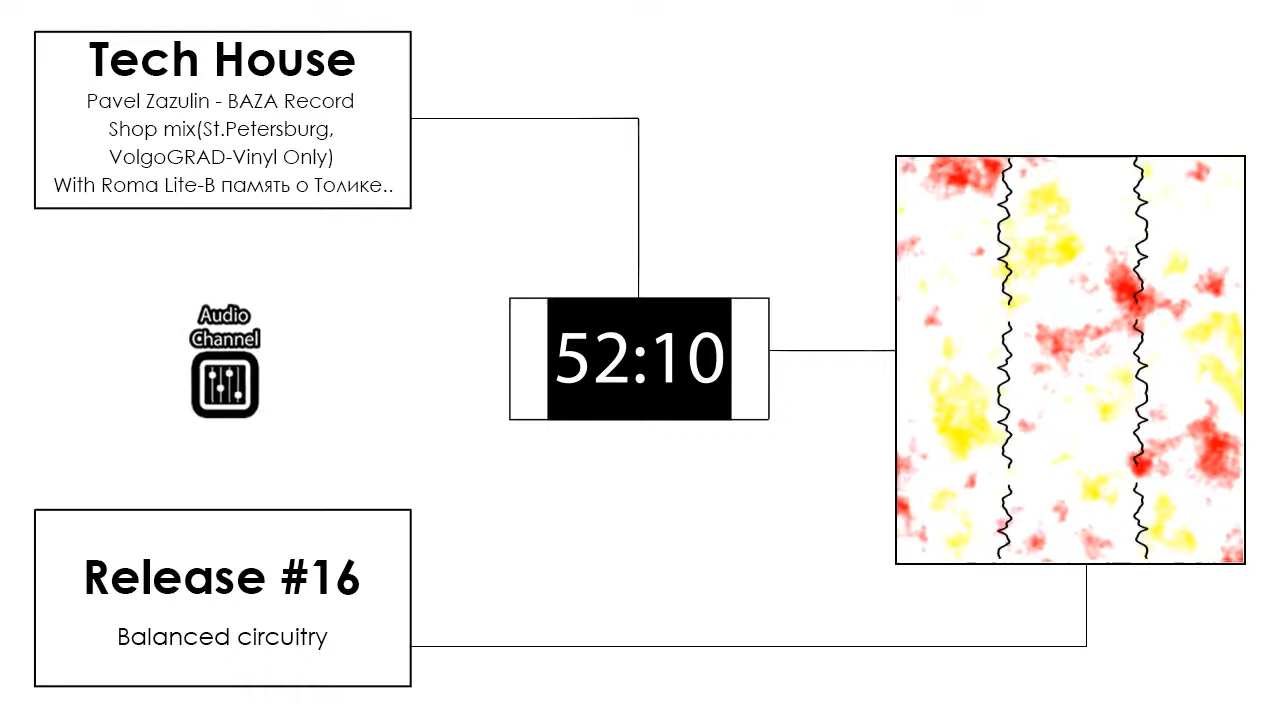 Tech House
Pavel Zazulin - BAZA Record
Shop mix(St.Petersburg,
VolgoGRAD-Vinyl Only)
With Roma Lite-В память о Толике..
Audio
Channel
52:10
Release #16
Balanced circuitry